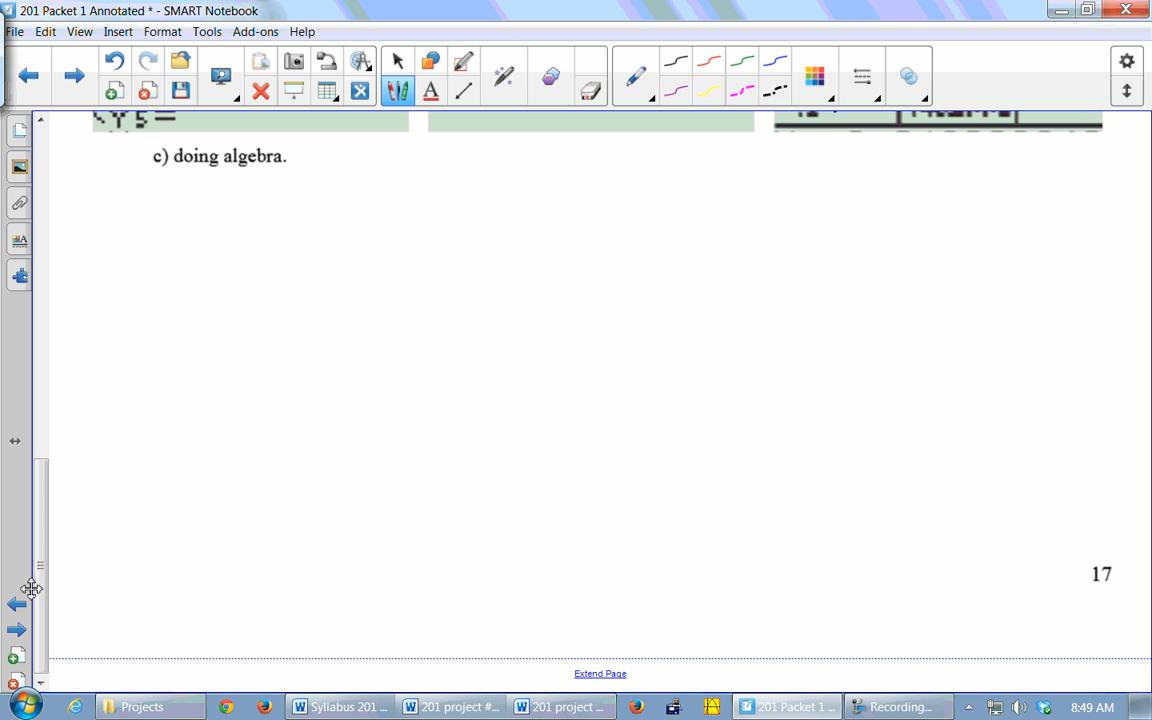 201 Packet 1 Annotated * - SMART Notebook
File Edit View Insert Format Tools Add-ons Help
\Y5=
c) doing algebra.
17
Extend Page
Projects Syllabus 201 ... 201 project #... 201 project ... 201 Packet 1 ... Recording... 8:49 AM